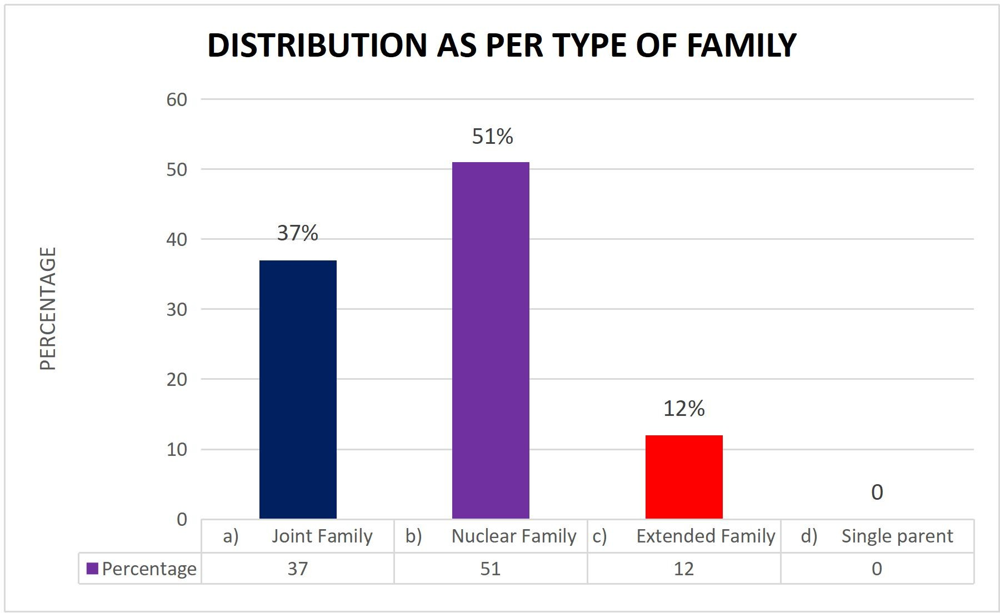 DISTRIBUTION AS PER TYPE OF FAMILY
PERCENTAGE
60
50
40
30
20
10
0
37%
51%
12%
0
a) Joint Family b) Nuclear Family c) Extended Family d) Single parent
Percentage 37 51 12 0